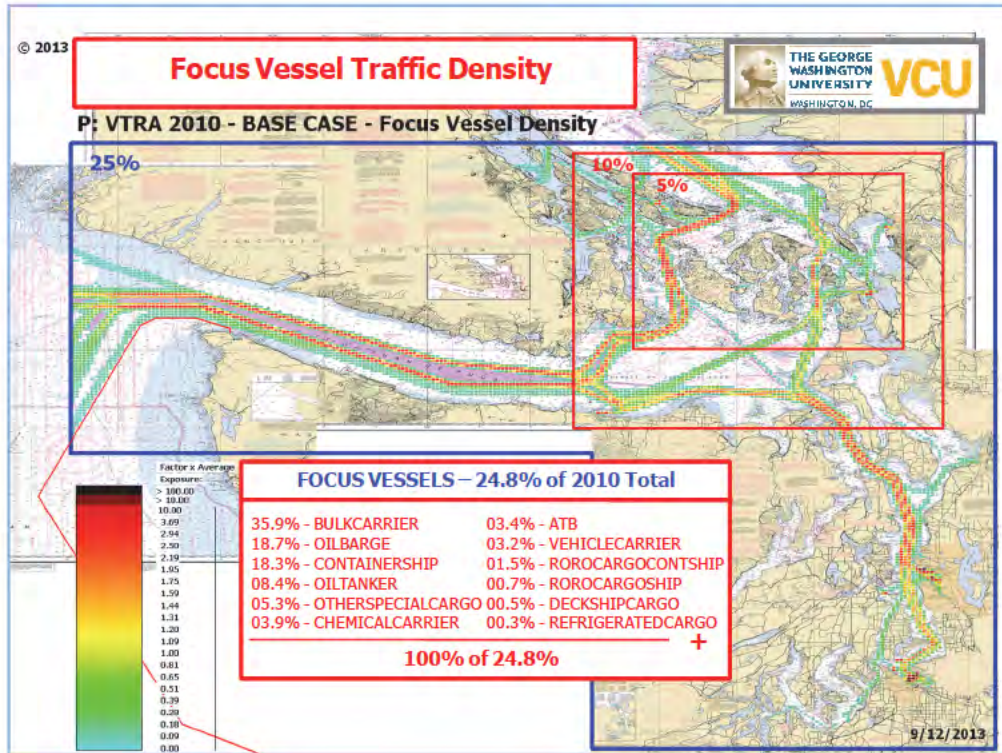 © 2013
Focus Vessel Traffic Density
THE GEORGE
WASHINGTON
UNIVERSITY
WASHINGTON, DC
VCU
P: VTRA 2010 - BASE CASE - Focus Vessel Density
25%
10%
5%
Factor x Average
Exposure:
> 100.00
> 10.00
10.00
3.69
2.94
2.50
2.19
1.95
1.75
1.59
1.44
1.31
1.20
1.09
1.00
0.81
0.65
0.51
0.39
0.28
0.18
0.09
0.00
FOCUS VESSELS – 24.8% of 2010 Total
35.9% - BULKCARRIER 03.4% - ATB
18.7% - OILBARGE 03.2% - VEHICLECARRIER
18.3% - CONTAINERSHIP 01.5% - ROROCARGOCONTSHIP
08.4% - OILTANKER 00.7% - ROROCARGOSHIP
05.3% - OTHERSPECIALCARGO 00.5% - DECKSHIPCARGO
03.9% - CHEMICALCARRIER 00.3% - REFRIGERATEDCARGO
+
100% of 24.8%
9/12/2013